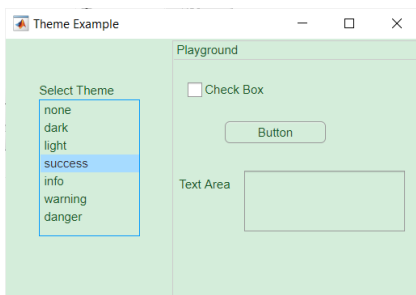 Theme Example
Playground
Select Theme
none
dark
light
success
info
warning
danger
Check Box
Button
Text Area